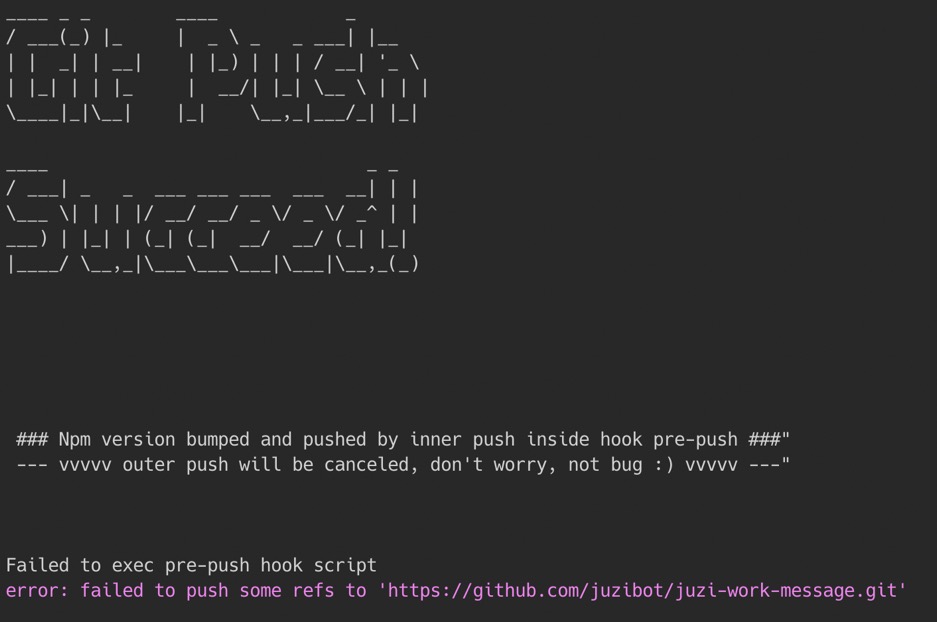 ____ _ _        ____            _
/ ___(_) |_     |  _ \ _   _ ___| |__
| |  _| | __|    | |_) | | | / __| '_ \
| |_| | | |_     |  __/| |_| \__ \ | | |
\____|_|\__|    |_|    \__,_|___/_| |_|
____                              _ _
/ ___| _   _  ___ ___ ___  ___  __| | |
\___ \| | | |/ __/ __/ _ \/ _ \/ _^ | |
___) | |_| | (_| (_|  __/  __/ (_| |_|
|____/ \__,_|\___\___\___|\___|\__,_(_)
### Npm version bumped and pushed by inner push inside hook pre-push ###"
--- vvvvv outer push will be canceled, don't worry, not bug :) vvvvv ---"
Failed to exec pre-push hook script
error: failed to push some refs to 'https://github.com/juzibot/juzi-work-message.git'